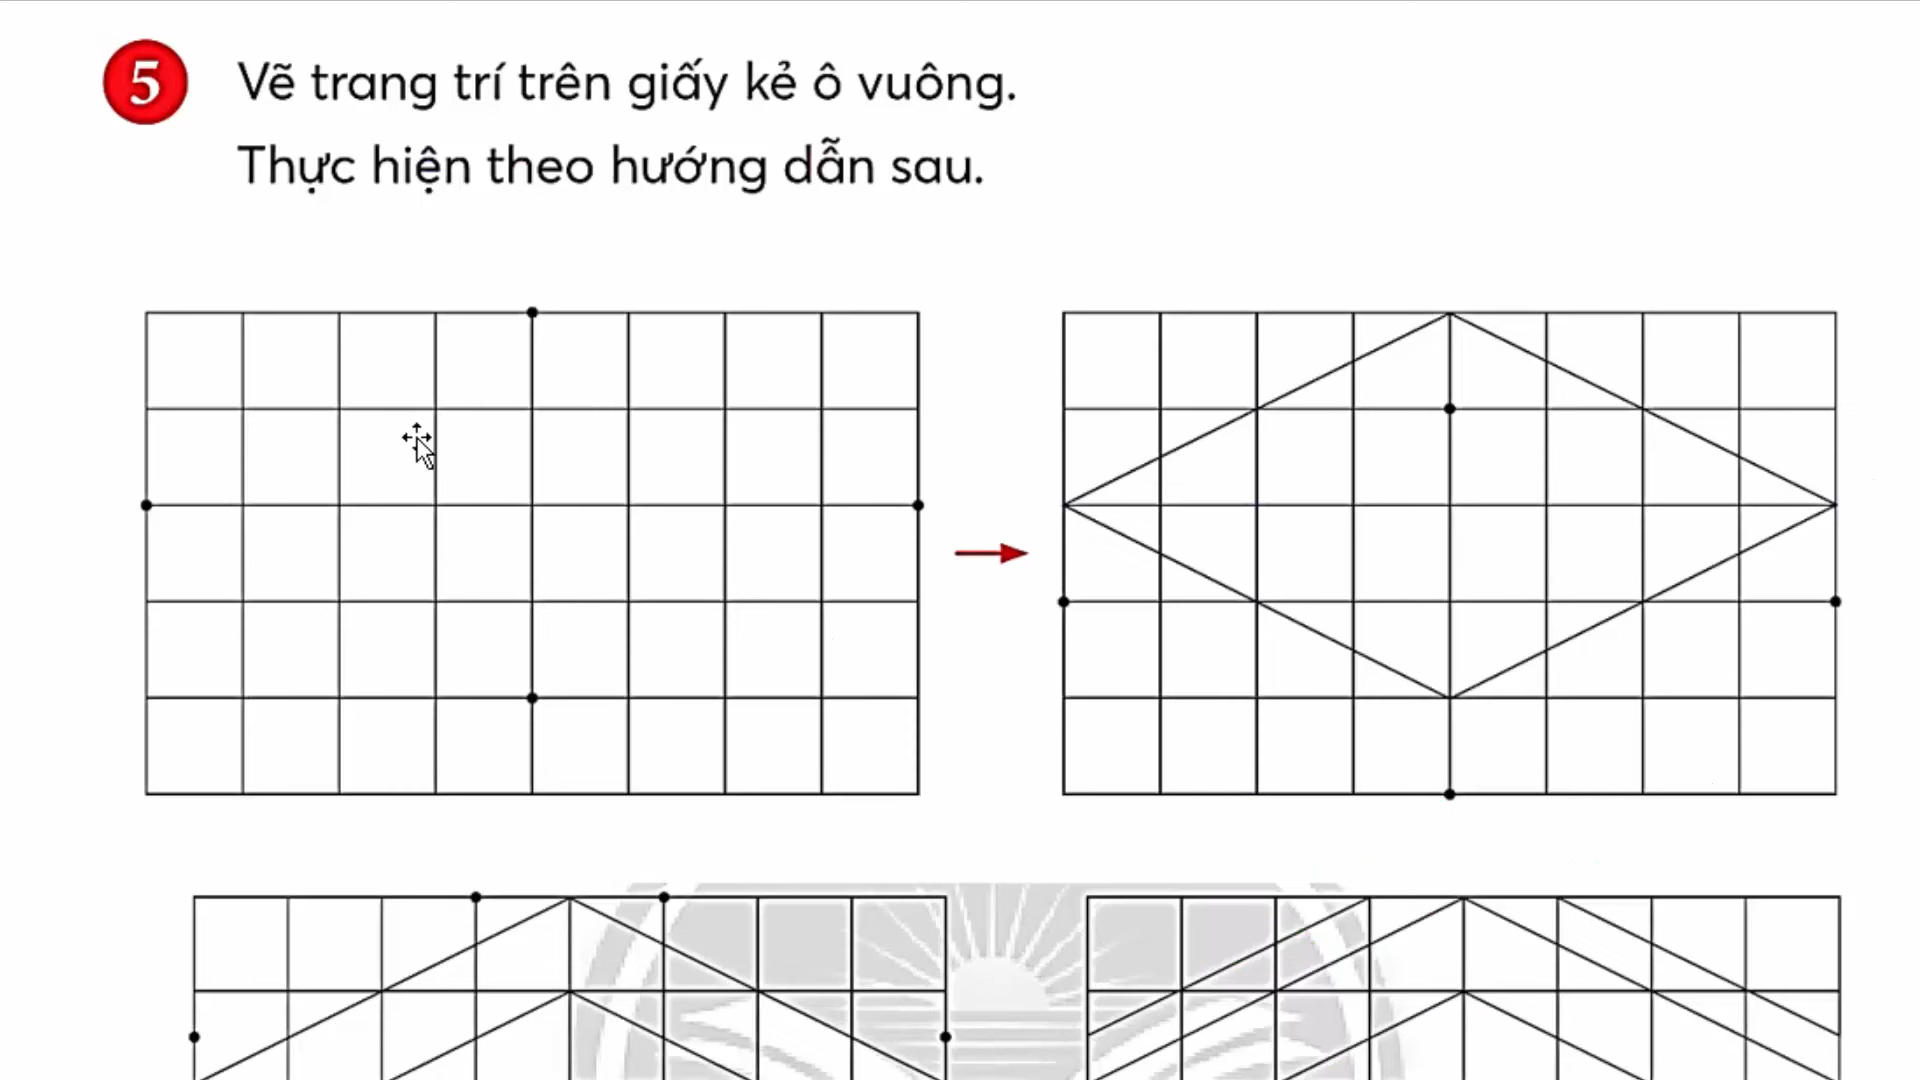 5 Vẽ trang trí trên giấy kẻ ô vuông.
Thực hiện theo hướng dẫn sau.